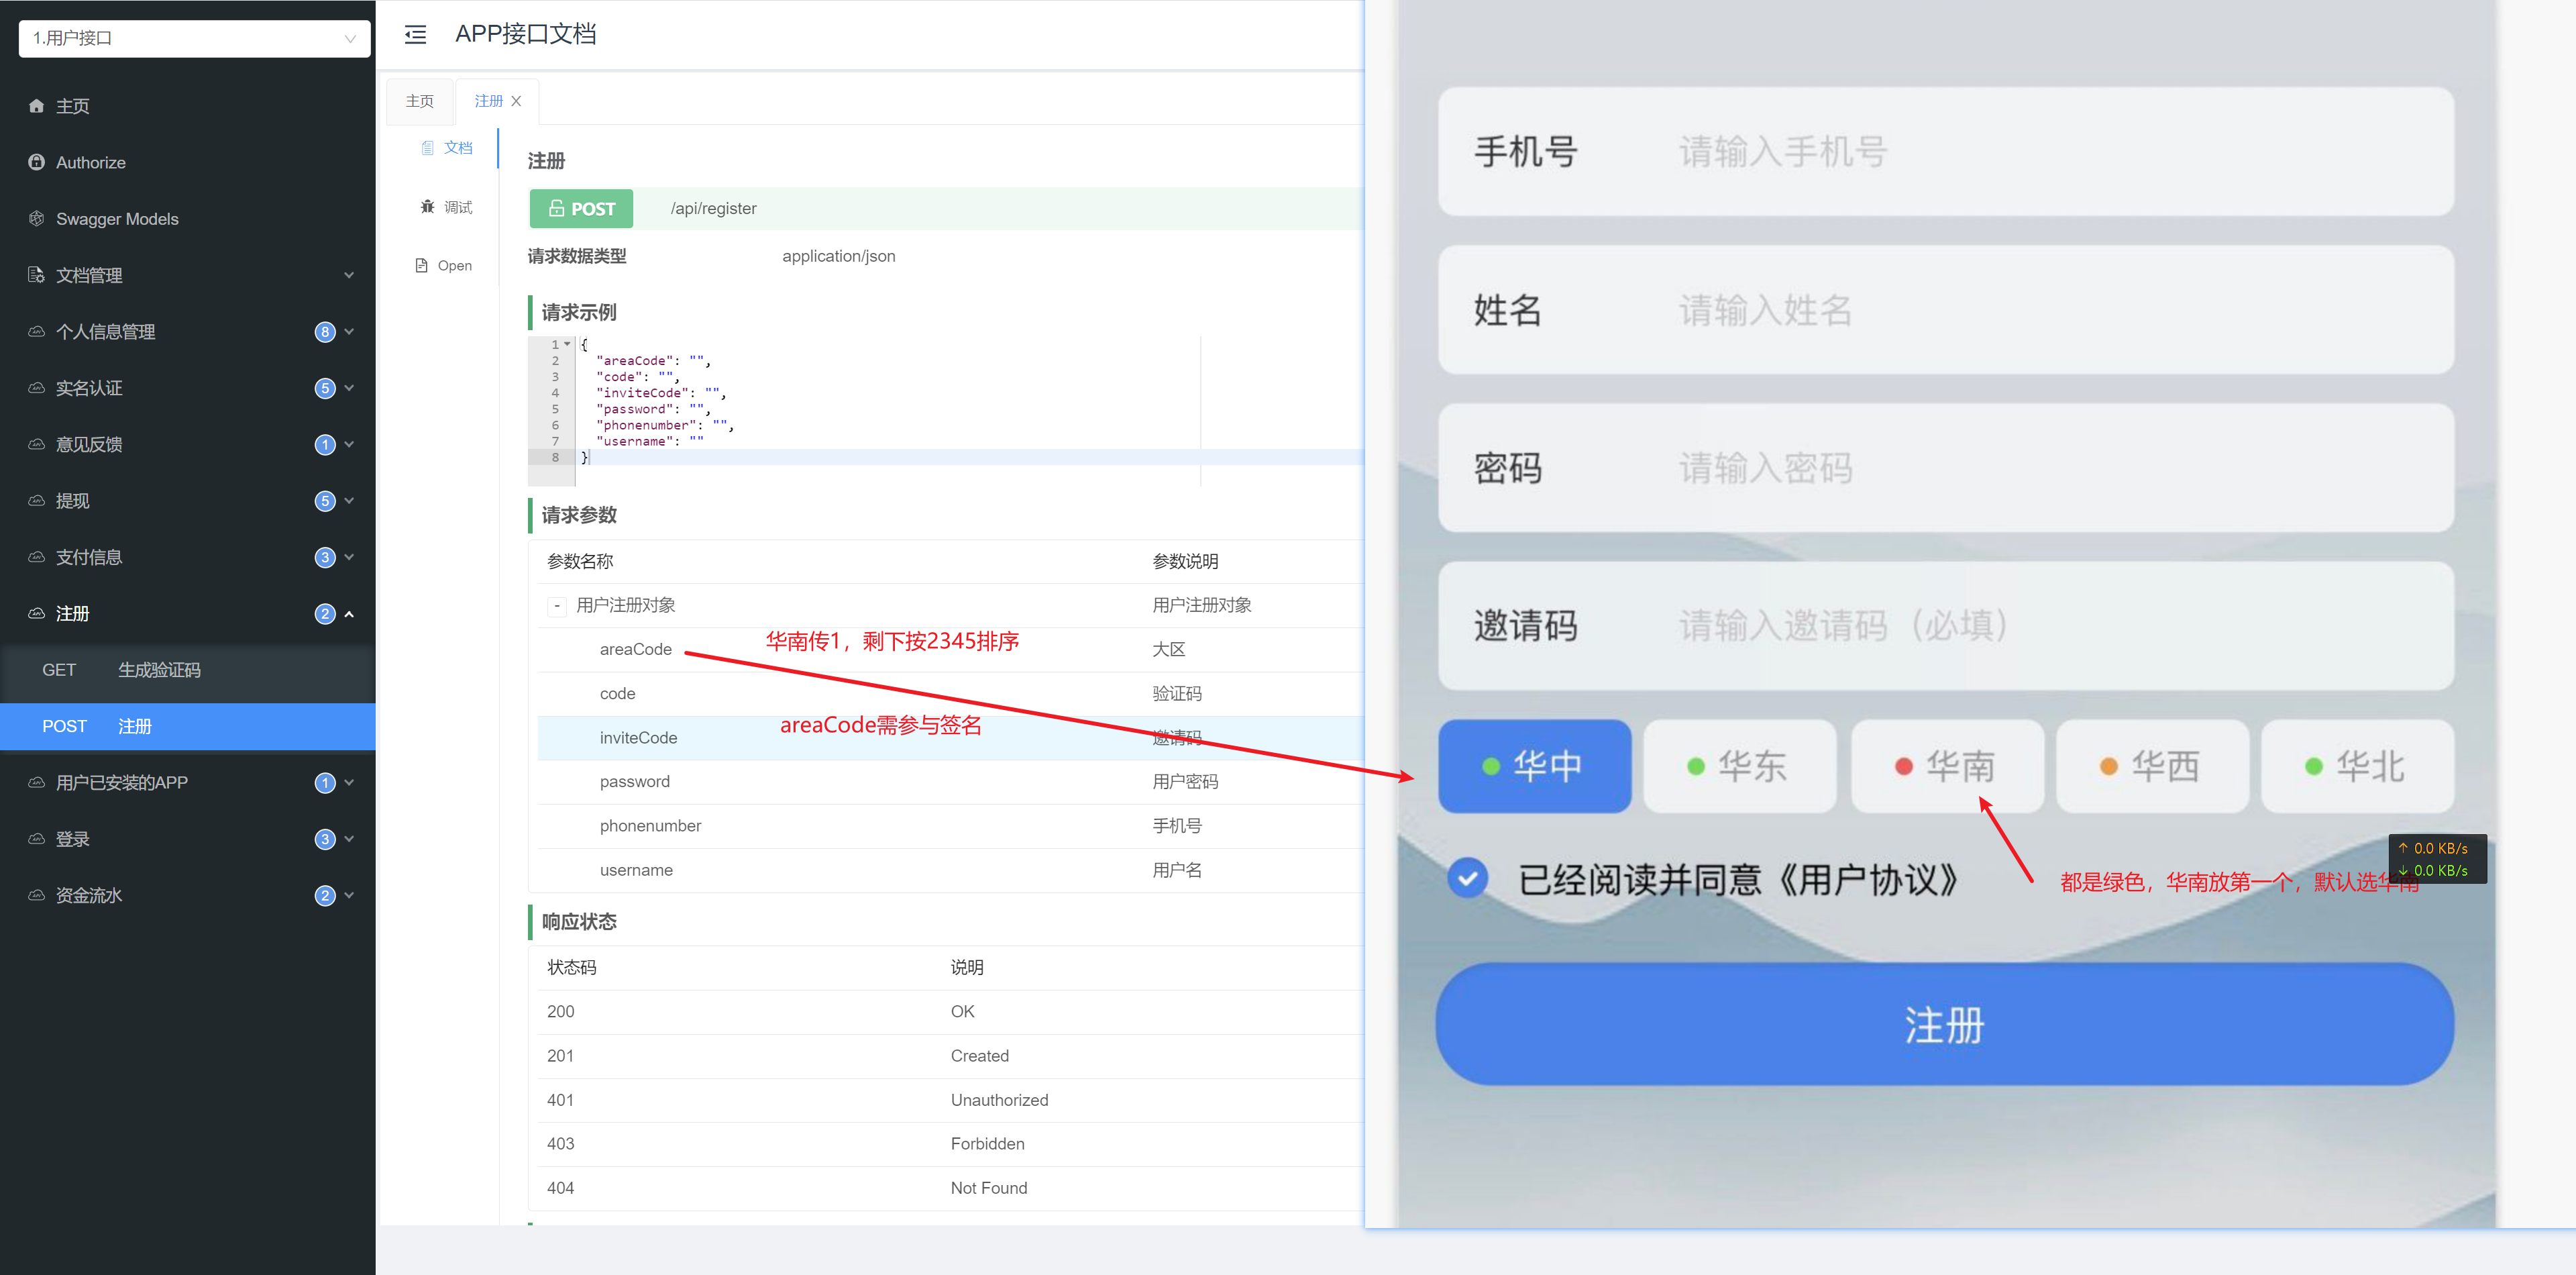 1.用户接口
主页
Authorize
Swagger Models
文档管理
个人信息管理 8
实名认证 5
意见反馈 1
提现 5
支付信息 3
注册 2
GET 生成验证码
POST 注册
用户已安装的APP 1
登录 3
资金流水 2
APP接口文档
主页 注册
文档
调试
Open
注册
POST /api/register
请求数据类型 application/json
请求示例
1 {
2 "areaCode": "",
3 "code": "",
4 "inviteCode": "",
5 "password": "",
6 "phonenumber": "",
7 "username": ""
8 }
请求参数
参数名称 参数说明
- 用户注册对象 用户注册对象
华南传1，剩下按2345排序
areaCode 大区
code 验证码
areaCode需参与签名
inviteCode 邀请码
password 用户密码
phonenumber 手机号
username 用户名
响应状态
状态码 说明
200 OK
201 Created
401 Unauthorized
403 Forbidden
404 Not Found
手机号 请输入手机号
姓名 请输入姓名
密码 请输入密码
邀请码 请输入邀请码（必填）
华中 华东 华南 华西 华北
已经阅读并同意《用户协议》
↑ 0.0 KB/s
↓ 0.0 KB/s
都是绿色，华南放第一个，默认选华南
注册